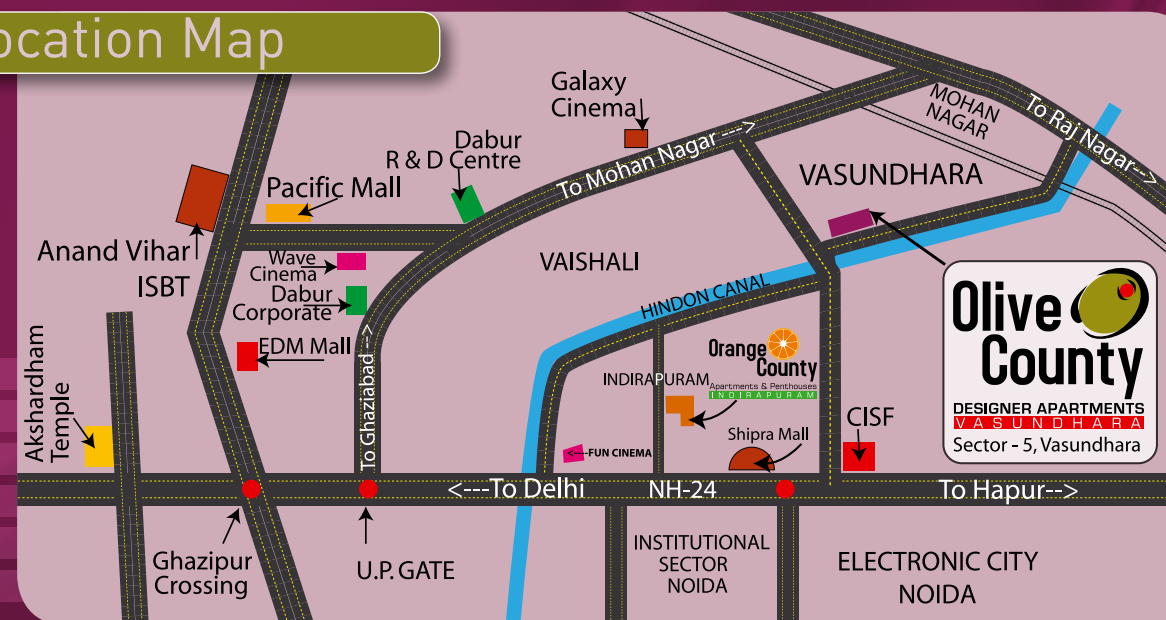 ocation Map
Galaxy
Cinema
Dabur
R & D Centre
Pacific Mall
Anand Vihar
ISBT
Wave
Cinema
Dabur
Corporate
EDM Mall
Akshardham
Temple
To Ghaziabad -->
To Mohan Nagar --->
MOHAN
NAGAR
To Raj Nagar-->
VASUNDHARA
VAISHALI
HINDON CANAL
Orange
County
Apartments & Penthouses
INDIRAPURAM
INDIRAPURAM
Shipra Mall
<----FUN CINEMA
CISF
Olive
County
DESIGNER APARTMENTS
VASUNDHARA
Sector - 5, Vasundhara
<---To Delhi
NH-24
To Hapur-->
Ghazipur
Crossing
U.P. GATE
INSTITUTIONAL
SECTOR
NOIDA
ELECTRONIC CITY
NOIDA